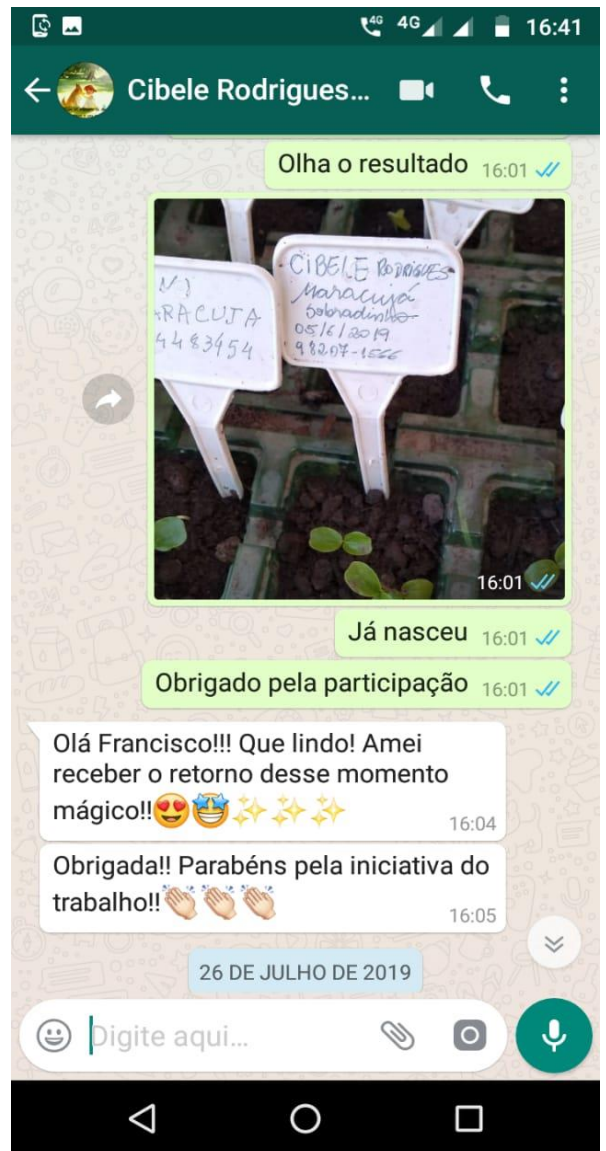 4G 4G 16:41
Cibele Rodrigues...
Olha o resultado 16:01
CIBELE RODRIGUES
Maracujá
Sobradinho
05/6/2019
98207-1566
RACUJA
4483454
16:01
Já nasceu 16:01
Obrigado pela participação 16:01
Olá Francisco!!! Que lindo! Amei
receber o retorno desse momento
mágico!!😍🤩✨✨✨
16:04
Obrigada!! Parabéns pela iniciativa do
trabalho!!👏🏻👏🏻👏🏻
16:05
26 DE JULHO DE 2019
Digite aqui...